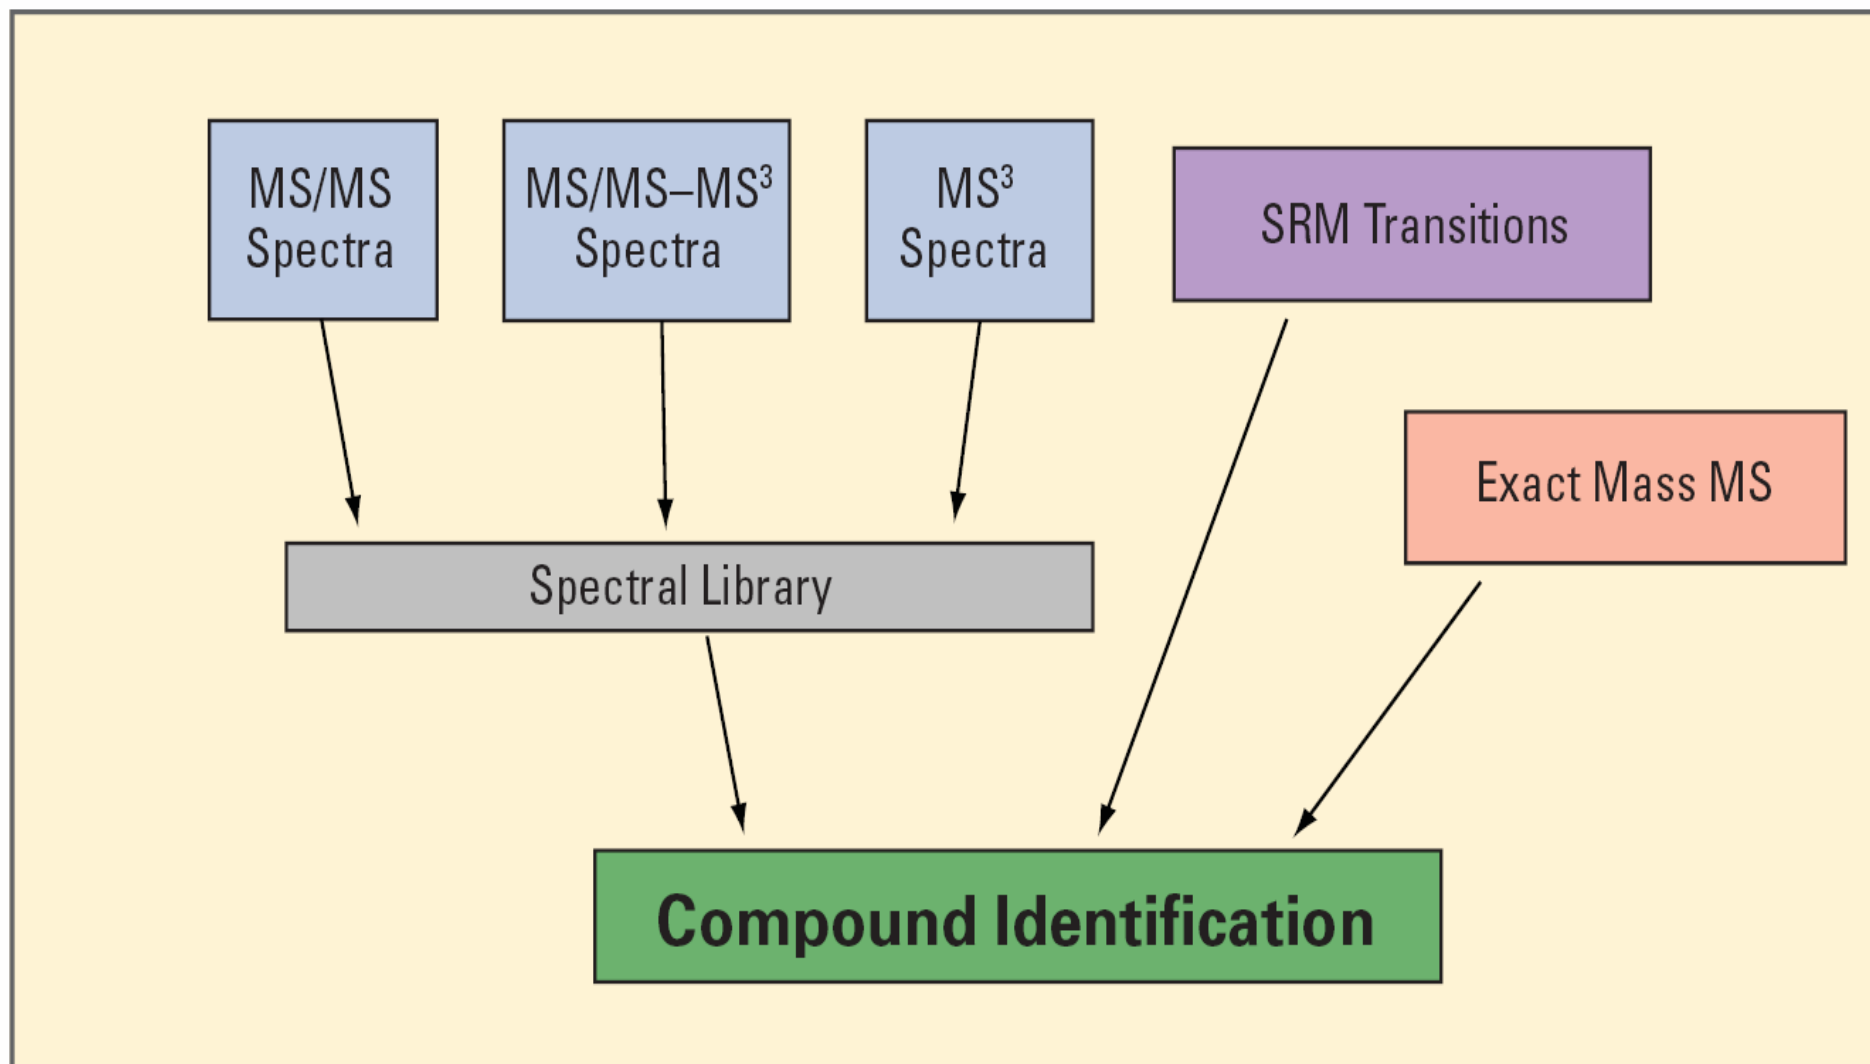 MS/MS
Spectra
MS/MS–MS³
Spectra
MS³
Spectra
SRM Transitions
Exact Mass MS
Spectral Library
Compound Identification